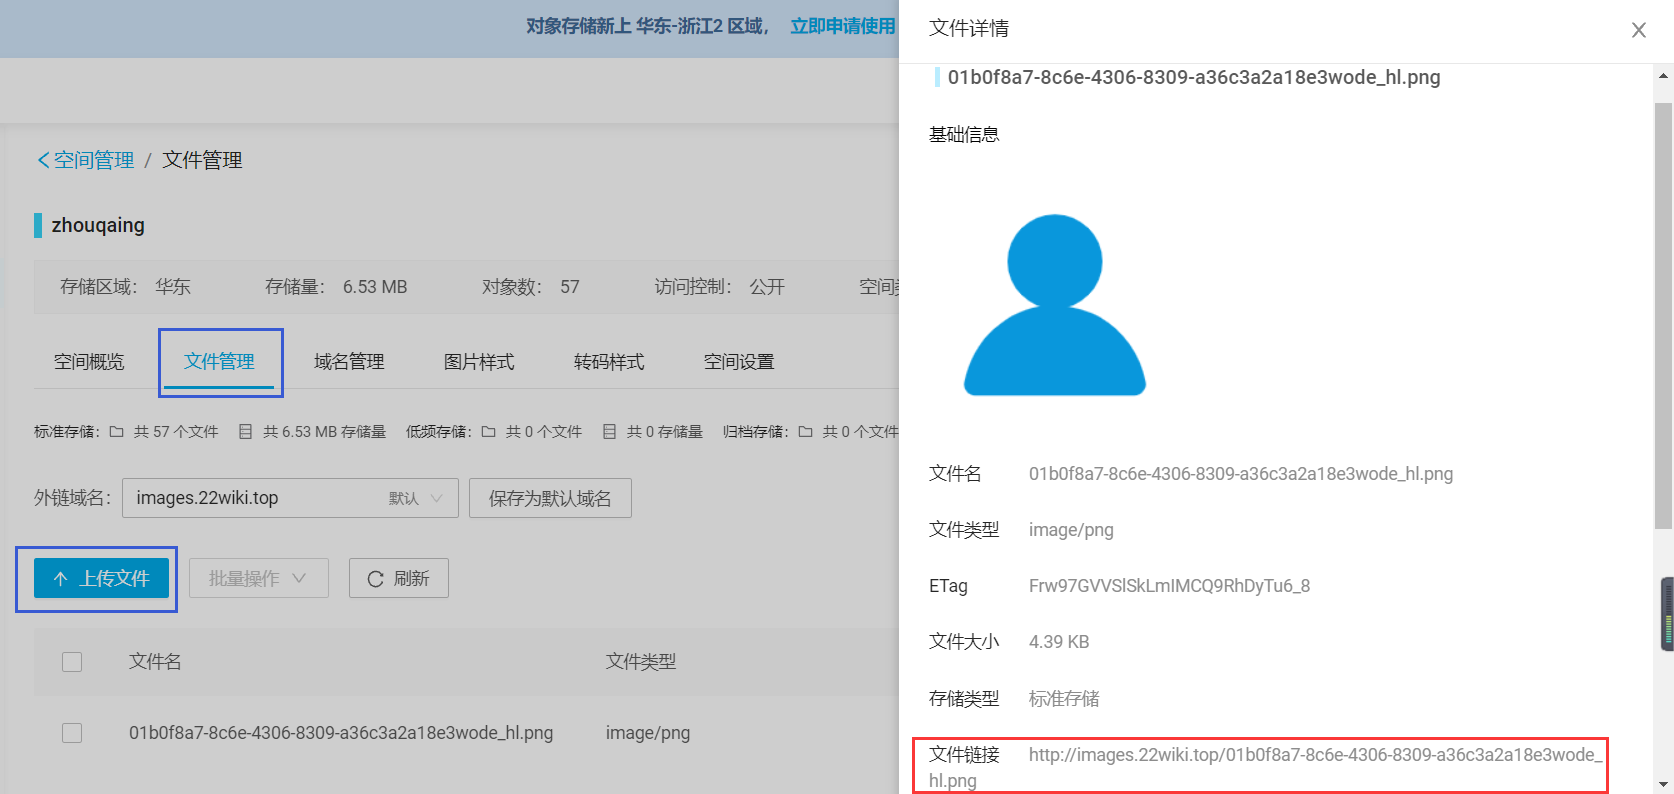 对象存储新上 华东-浙江2 区域， 立即申请使用
空间管理 / 文件管理
zhouqaing
存储区域： 华东 存储量： 6.53 MB 对象数： 57 访问控制： 公开 空间
空间概览 文件管理 域名管理 图片样式 转码样式 空间设置
标准存储： 共 57 个文件 共 6.53 MB 存储量 低频存储： 共 0 个文件 共 0 存储量 归档存储： 共 0 个文件
外链域名： images.22wiki.top 默认 保存为默认域名
上传文件 批量操作 刷新
文件名 文件类型
01b0f8a7-8c6e-4306-8309-a36c3a2a18e3wode_hl.png image/png
文件详情
01b0f8a7-8c6e-4306-8309-a36c3a2a18e3wode_hl.png
基础信息
文件名 01b0f8a7-8c6e-4306-8309-a36c3a2a18e3wode_hl.png
文件类型 image/png
ETag Frw97GVVSlSkLmIMCQ9RhDyTu6_8
文件大小 4.39 KB
存储类型 标准存储
文件链接 http://images.22wiki.top/01b0f8a7-8c6e-4306-8309-a36c3a2a18e3wode_
hl.png